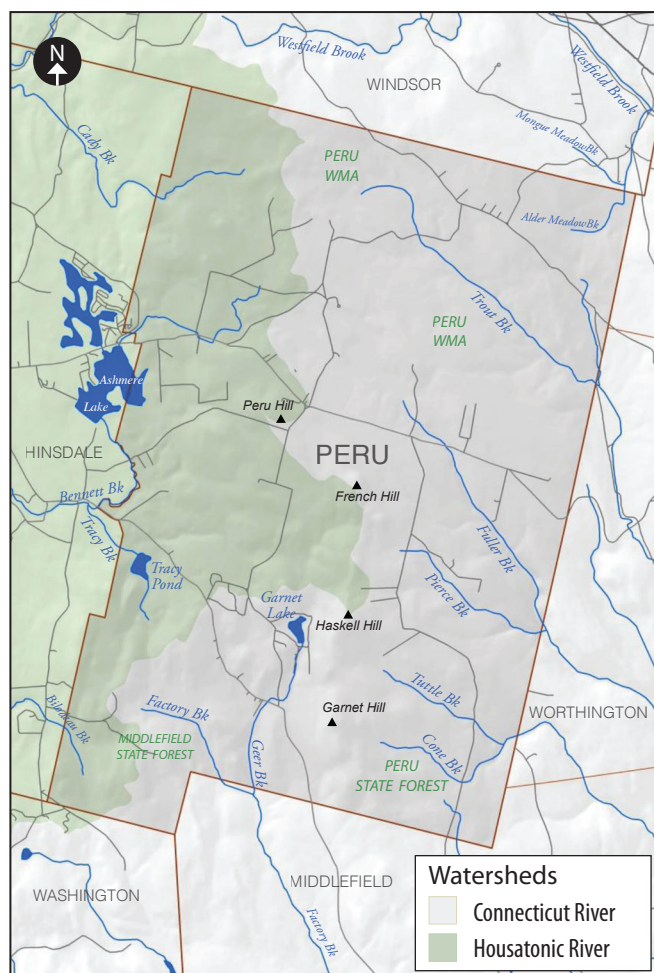 N
Westfield Brook
WINDSOR
Westfield Brook
Mongue Meadow Bk
Cady Bk
PERU
WMA
Alder Meadow Bk
Trout Bk
PERU
WMA
Ashmere
Lake
Peru Hill
HINSDALE
PERU
French Hill
Bennett Bk
Tracy Bk
Fuller Bk
Tracy
Pond
Pierce Bk
Garnet
Lake
Haskell Hill
Tuttle Bk
Factory Bk
Garnet Hill
WORTHINGTON
MIDDLEFIELD
STATE FOREST
Geer Bk
Cone Bk
PERU
STATE FOREST
WASHINGTON
MIDDLEFIELD
Factory Bk
Watersheds
Connecticut River
Housatonic River